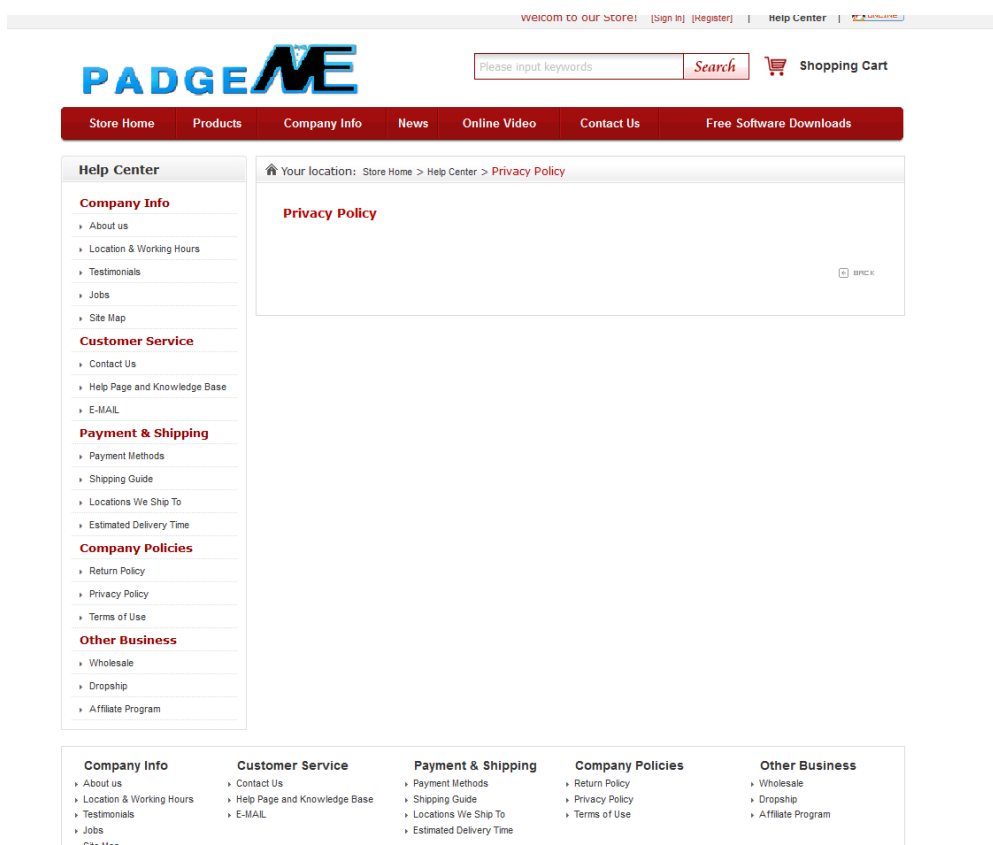 Welcom to our Store! [Sign In] [Register] | Help Center | ONLINE
PADGE ME
Please input keywords Search Shopping Cart
Store Home Products Company Info News Online Video Contact Us Free Software Downloads
Help Center
Your location: Store Home > Help Center > Privacy Policy
Privacy Policy
BACK
Company Info
About us
Location & Working Hours
Testimonials
Jobs
Site Map
Customer Service
Contact Us
Help Page and Knowledge Base
E-MAIL
Payment & Shipping
Payment Methods
Shipping Guide
Locations We Ship To
Estimated Delivery Time
Company Policies
Return Policy
Privacy Policy
Terms of Use
Other Business
Wholesale
Dropship
Affiliate Program
Company Info Customer Service Payment & Shipping Company Policies Other Business
About us Contact Us Payment Methods Return Policy Wholesale
Location & Working Hours Help Page and Knowledge Base Shipping Guide Privacy Policy Dropship
Testimonials E-MAIL Locations We Ship To Terms of Use Affiliate Program
Jobs Estimated Delivery Time
Site Map